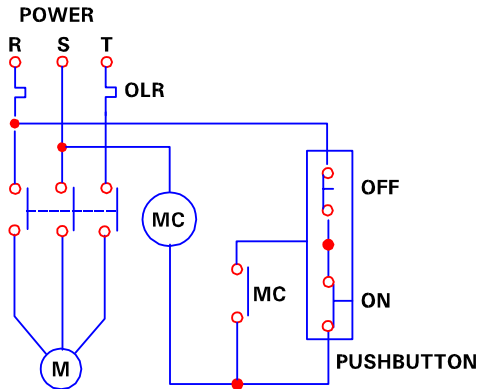 POWER
R S T
OLR
OFF
MC
MC
ON
M
PUSHBUTTON